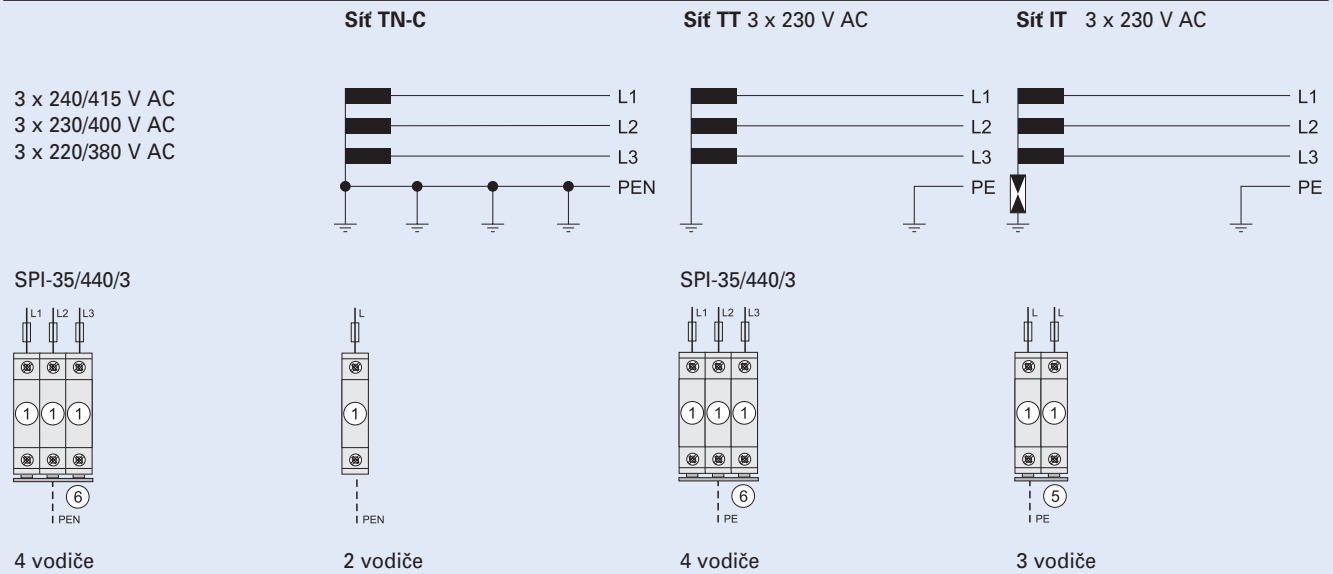 Síť TN-C
Síť TT 3 x 230 V AC
Síť IT 3 x 230 V AC
3 x 240/415 V AC
3 x 230/400 V AC
3 x 220/380 V AC
L1
L2
L3
PEN
L1
L2
L3
PE
L1
L2
L3
PE
SPI-35/440/3
L1 L2 L3
1 1 1
6
PEN
4 vodiče
L
1
PEN
2 vodiče
SPI-35/440/3
L1 L2 L3
1 1 1
6
PE
4 vodiče
L L
1 1
5
PE
3 vodiče